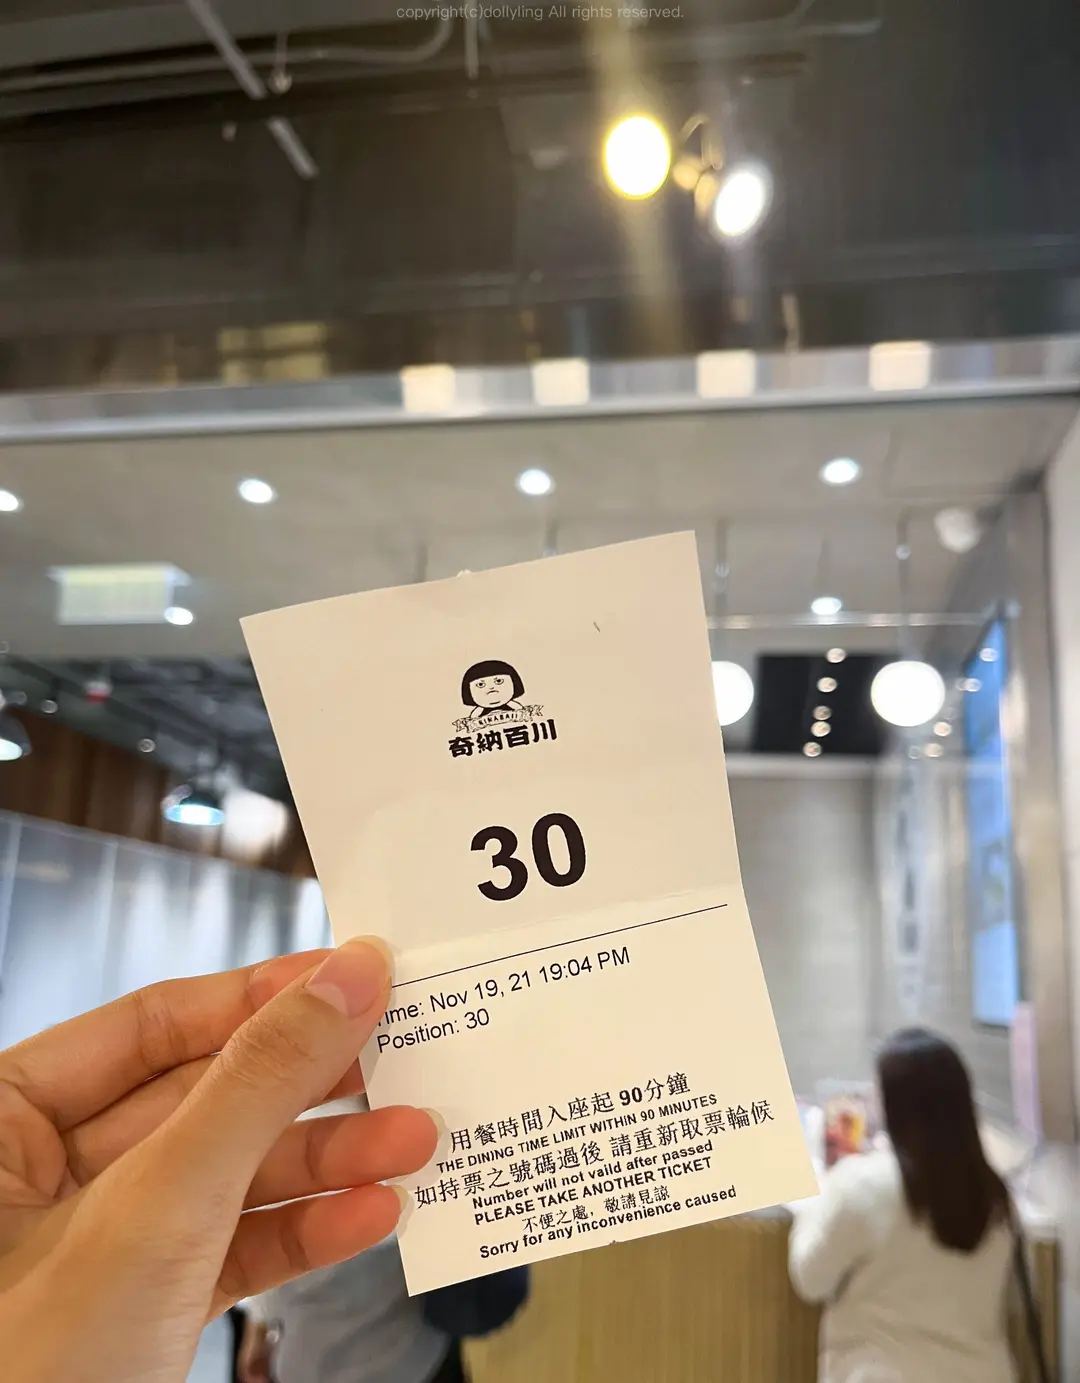 copyright(c)dollyling All rights reserved.
KINABAJI
奇納百川
30
Time: Nov 19, 21 19:04 PM
Position: 30
用餐時間入座起 90分鐘
THE DINING TIME LIMIT WITHIN 90 MINUTES
如持票之號碼過後 請重新取票輪候
Number will not vaild after passed
PLEASE TAKE ANOTHER TICKET
不便之處，敬請見諒
Sorry for any inconvenience caused